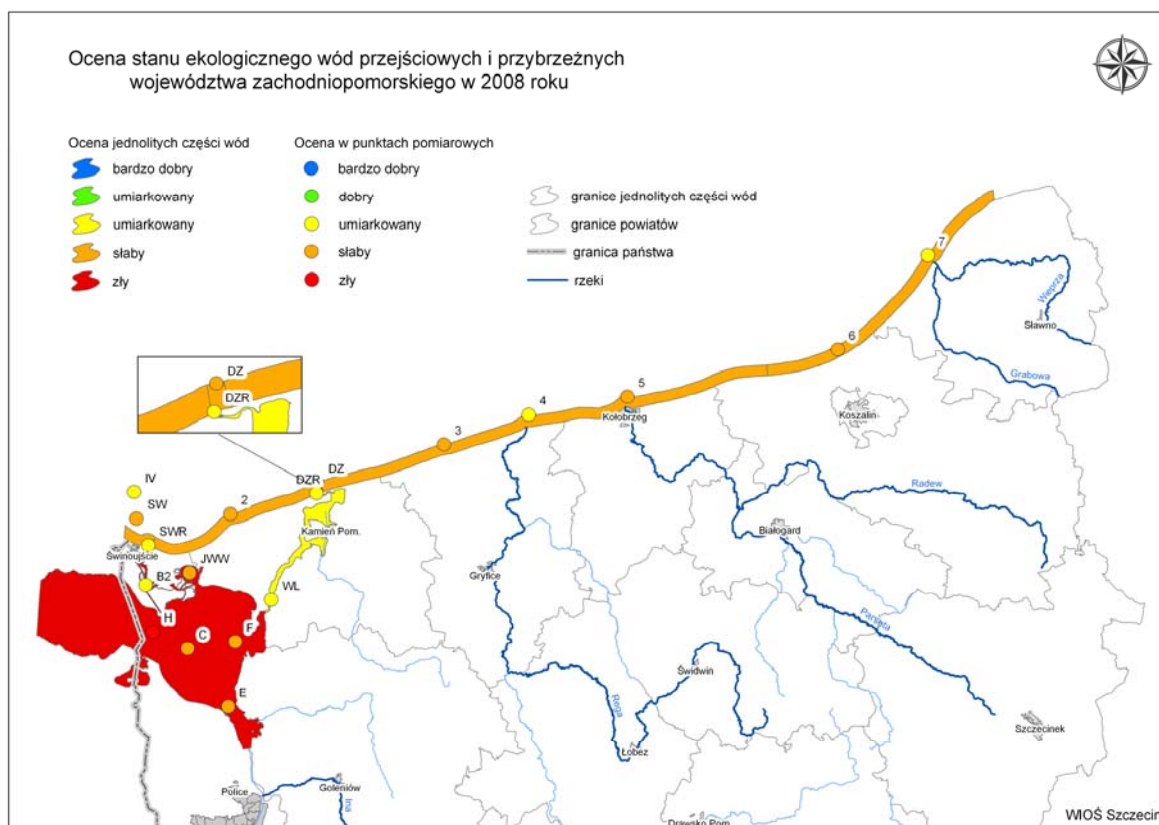 Ocena stanu ekologicznego wód przejściowych i przybrzeżnych
województwa zachodniopomorskiego w 2008 roku
Ocena jednolitych części wód
bardzo dobry
umiarkowany
umiarkowany
słaby
zły
Ocena w punktach pomiarowych
bardzo dobry
dobry
umiarkowany
słaby
zły
granice jednolitych części wód
granice powiatów
granica państwa
rzeki
7
Wieprza
Sławno
Grabowa
6
DZ
DZR
5
4
Kołobrzeg
Koszalin
3
IV
DZR
DZ
SW
2
Radew
SWR
Kamień Pom.
Białogard
Świnoujście
JWW
Gryfice
B2
WL
H
Parsęta
C
F
Świdwin
E
Rega
Szczecinek
Łobez
Police
Goleniów
Ina
Drawsko Pom.
WIOŚ Szczecin